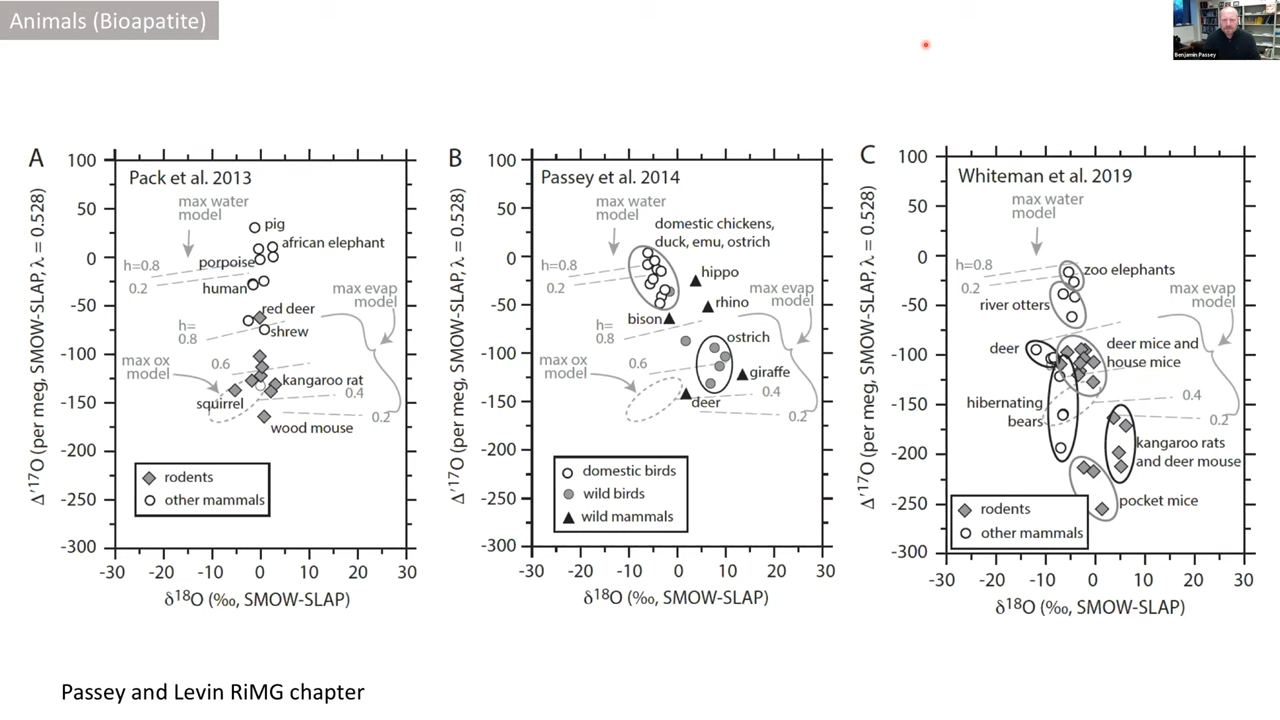 Animals (Bioapatite)
Benjamin Passey
A
Pack et al. 2013
max water
model
pig
african elephant
porpoise
h=0.8
0.2
human
max evap
model
red deer
shrew
h=
0.8
max ox
model
0.6
kangaroo rat
0.4
squirrel
0.2
wood mouse
rodents
other mammals
100
50
0
-50
-100
-150
-200
-250
-300
-30 -20 -10 0 10 20 30
Δ′17O (per meg, SMOW-SLAP, λ = 0.528)
δ18O (‰, SMOW-SLAP)
B
Passey et al. 2014
max water
model
domestic chickens,
duck, emu, ostrich
h=0.8
0.2
hippo
max evap
model
rhino
bison
h=
0.8
ostrich
max ox
model
0.6
giraffe
0.4
deer
0.2
domestic birds
wild birds
wild mammals
100
50
0
-50
-100
-150
-200
-250
-300
-30 -20 -10 0 10 20 30
Δ′17O (per meg, SMOW-SLAP, λ = 0.528)
δ18O (‰, SMOW-SLAP)
C
Whiteman et al. 2019
max water
model
h=0.8
0.2
zoo elephants
max evap
model
river otters
deer
deer mice and
house mice
hibernating
bears
0.4
0.2
kangaroo rats
and deer mouse
pocket mice
rodents
other mammals
100
50
0
-50
-100
-150
-200
-250
-300
-30 -20 -10 0 10 20 30
Δ′17O (per meg, SMOW-SLAP, λ = 0.528)
δ18O (‰, SMOW-SLAP)
Passey and Levin RiMG chapter